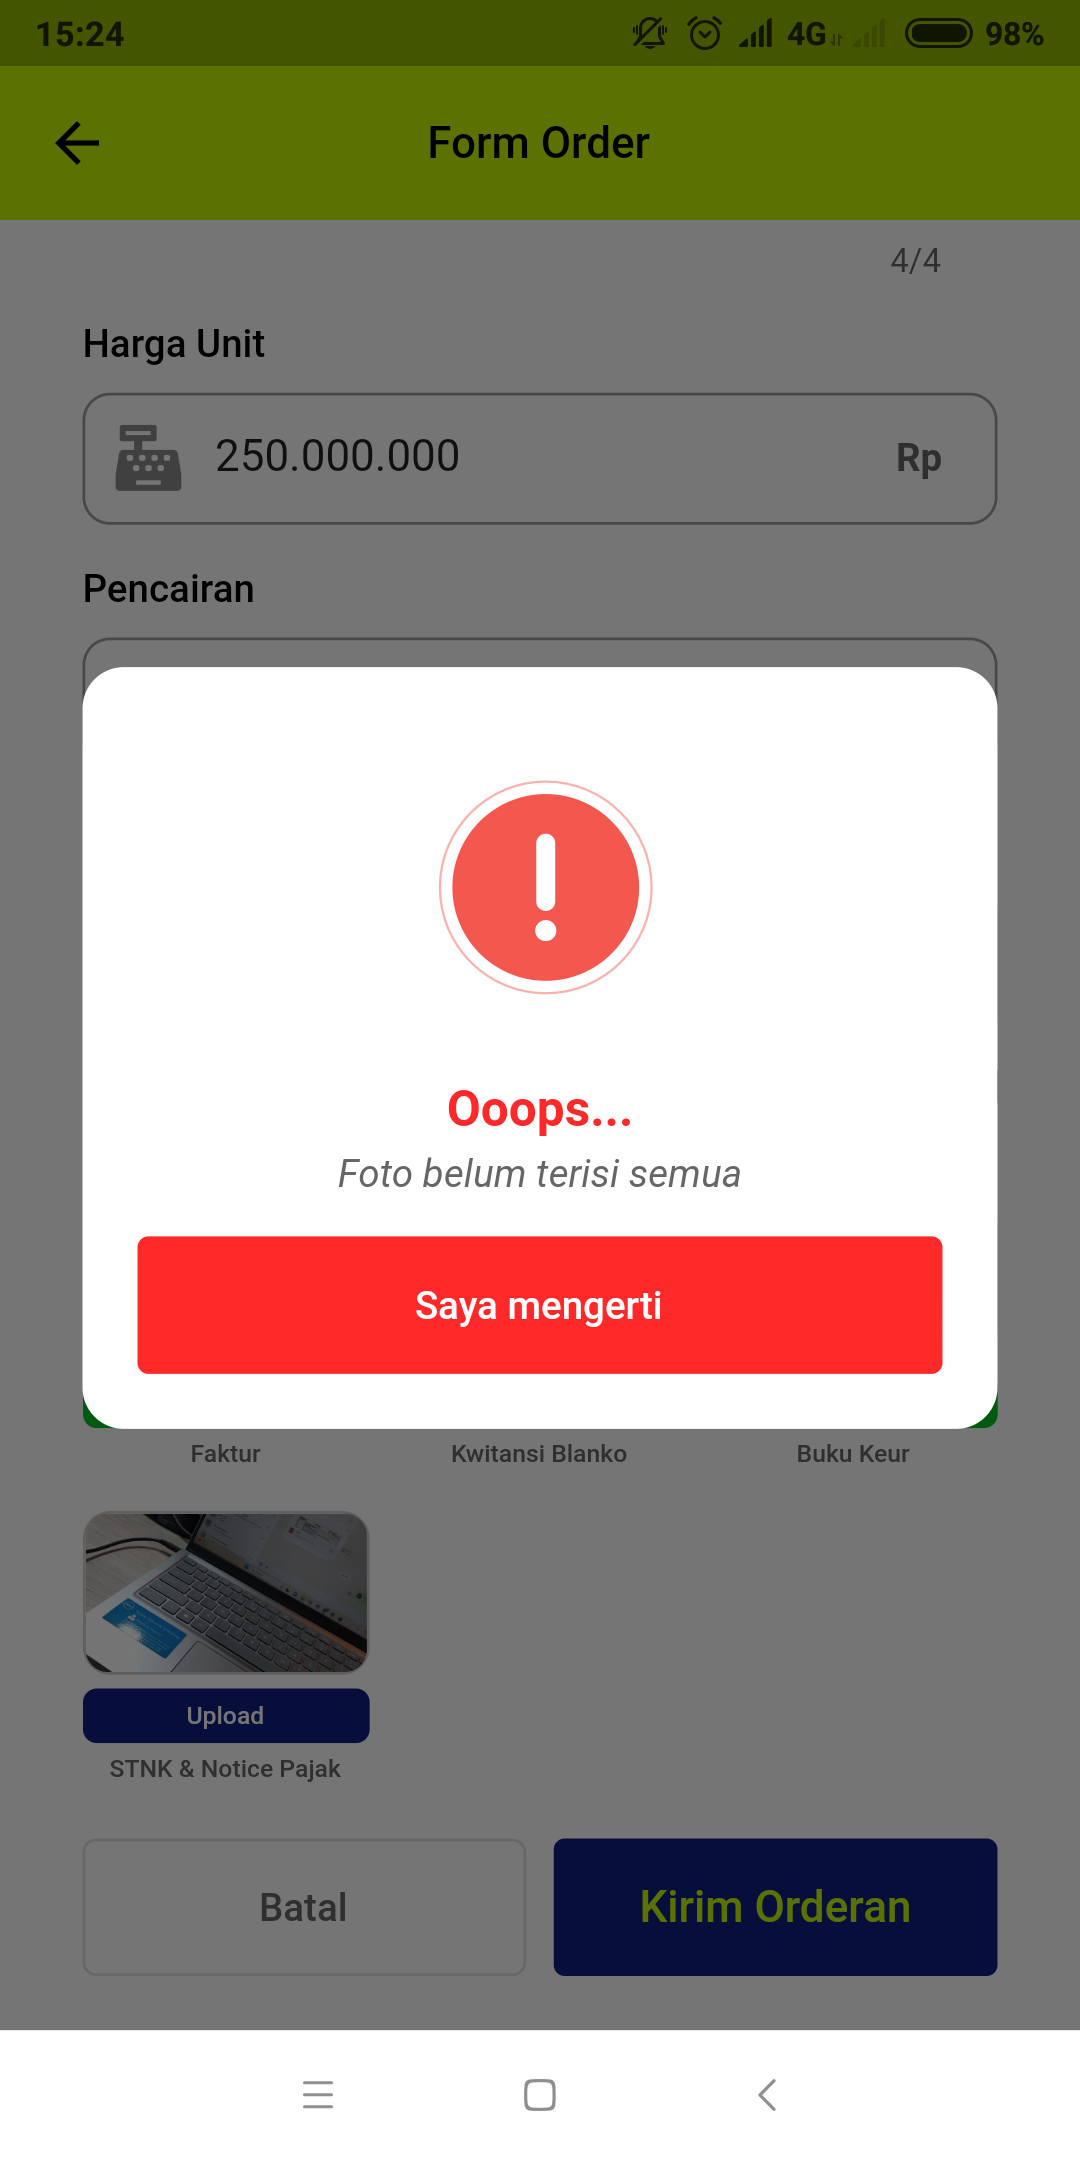 15:24
4G 98%
Form Order
4/4
Harga Unit
250.000.000 Rp
Pencairan
Ooops...
Foto belum terisi semua
Saya mengerti
Faktur Kwitansi Blanko Buku Keur
Upload
STNK & Notice Pajak
Batal Kirim Orderan